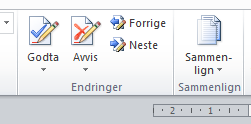 Godta
Avvis
Forrige
Neste
Endringer
Sammen-
lign
Sammenlign
2 1